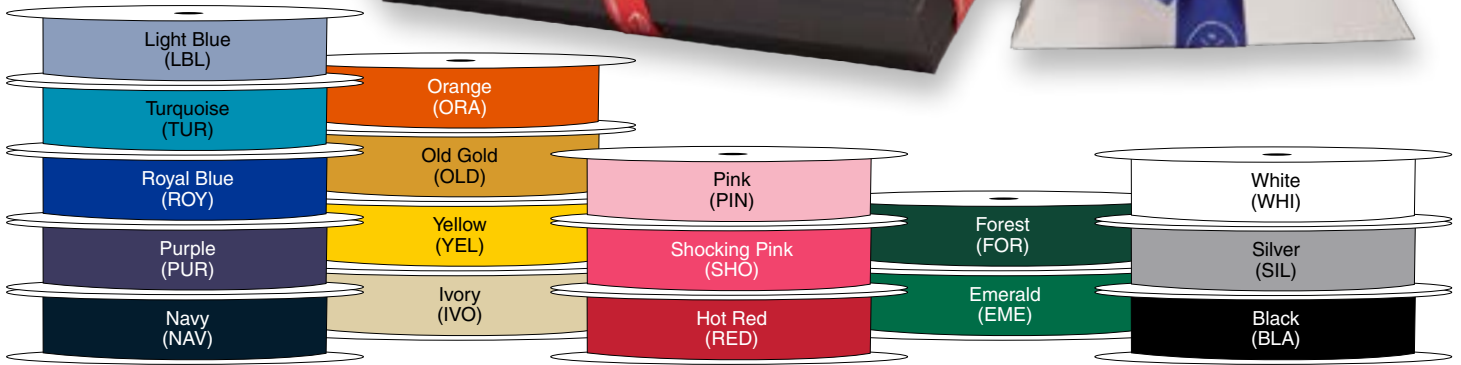 Light Blue
(LBL)
Turquoise
(TUR)
Royal Blue
(ROY)
Purple
(PUR)
Navy
(NAV)
Orange
(ORA)
Old Gold
(OLD)
Yellow
(YEL)
Ivory
(IVO)
Pink
(PIN)
Shocking Pink
(SHO)
Hot Red
(RED)
Forest
(FOR)
Emerald
(EME)
White
(WHI)
Silver
(SIL)
Black
(BLA)